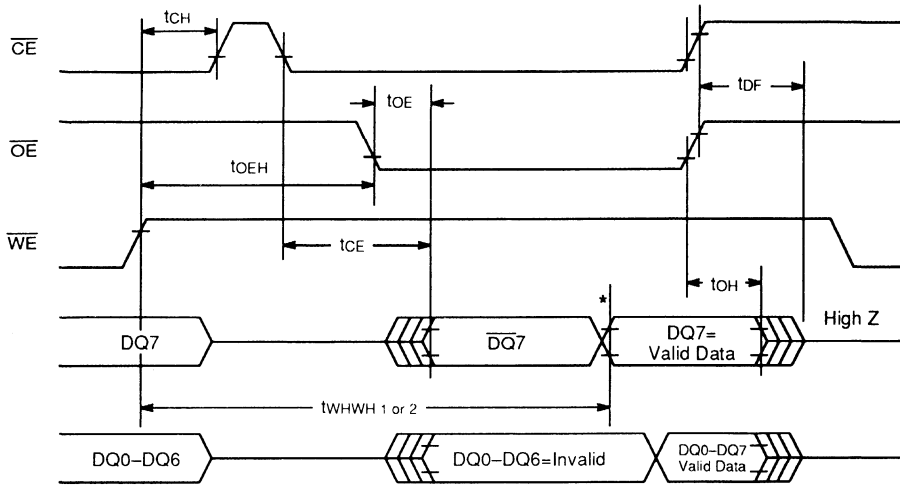 tCH
CE
tDF
tOE
OE
tOEH
WE
tCE
tOH
*
High Z
DQ7
DQ7
DQ7=
Valid Data
tWHWH 1 or 2
DQ0–DQ6
DQ0–DQ6=Invalid
DQ0–DQ7
Valid Data